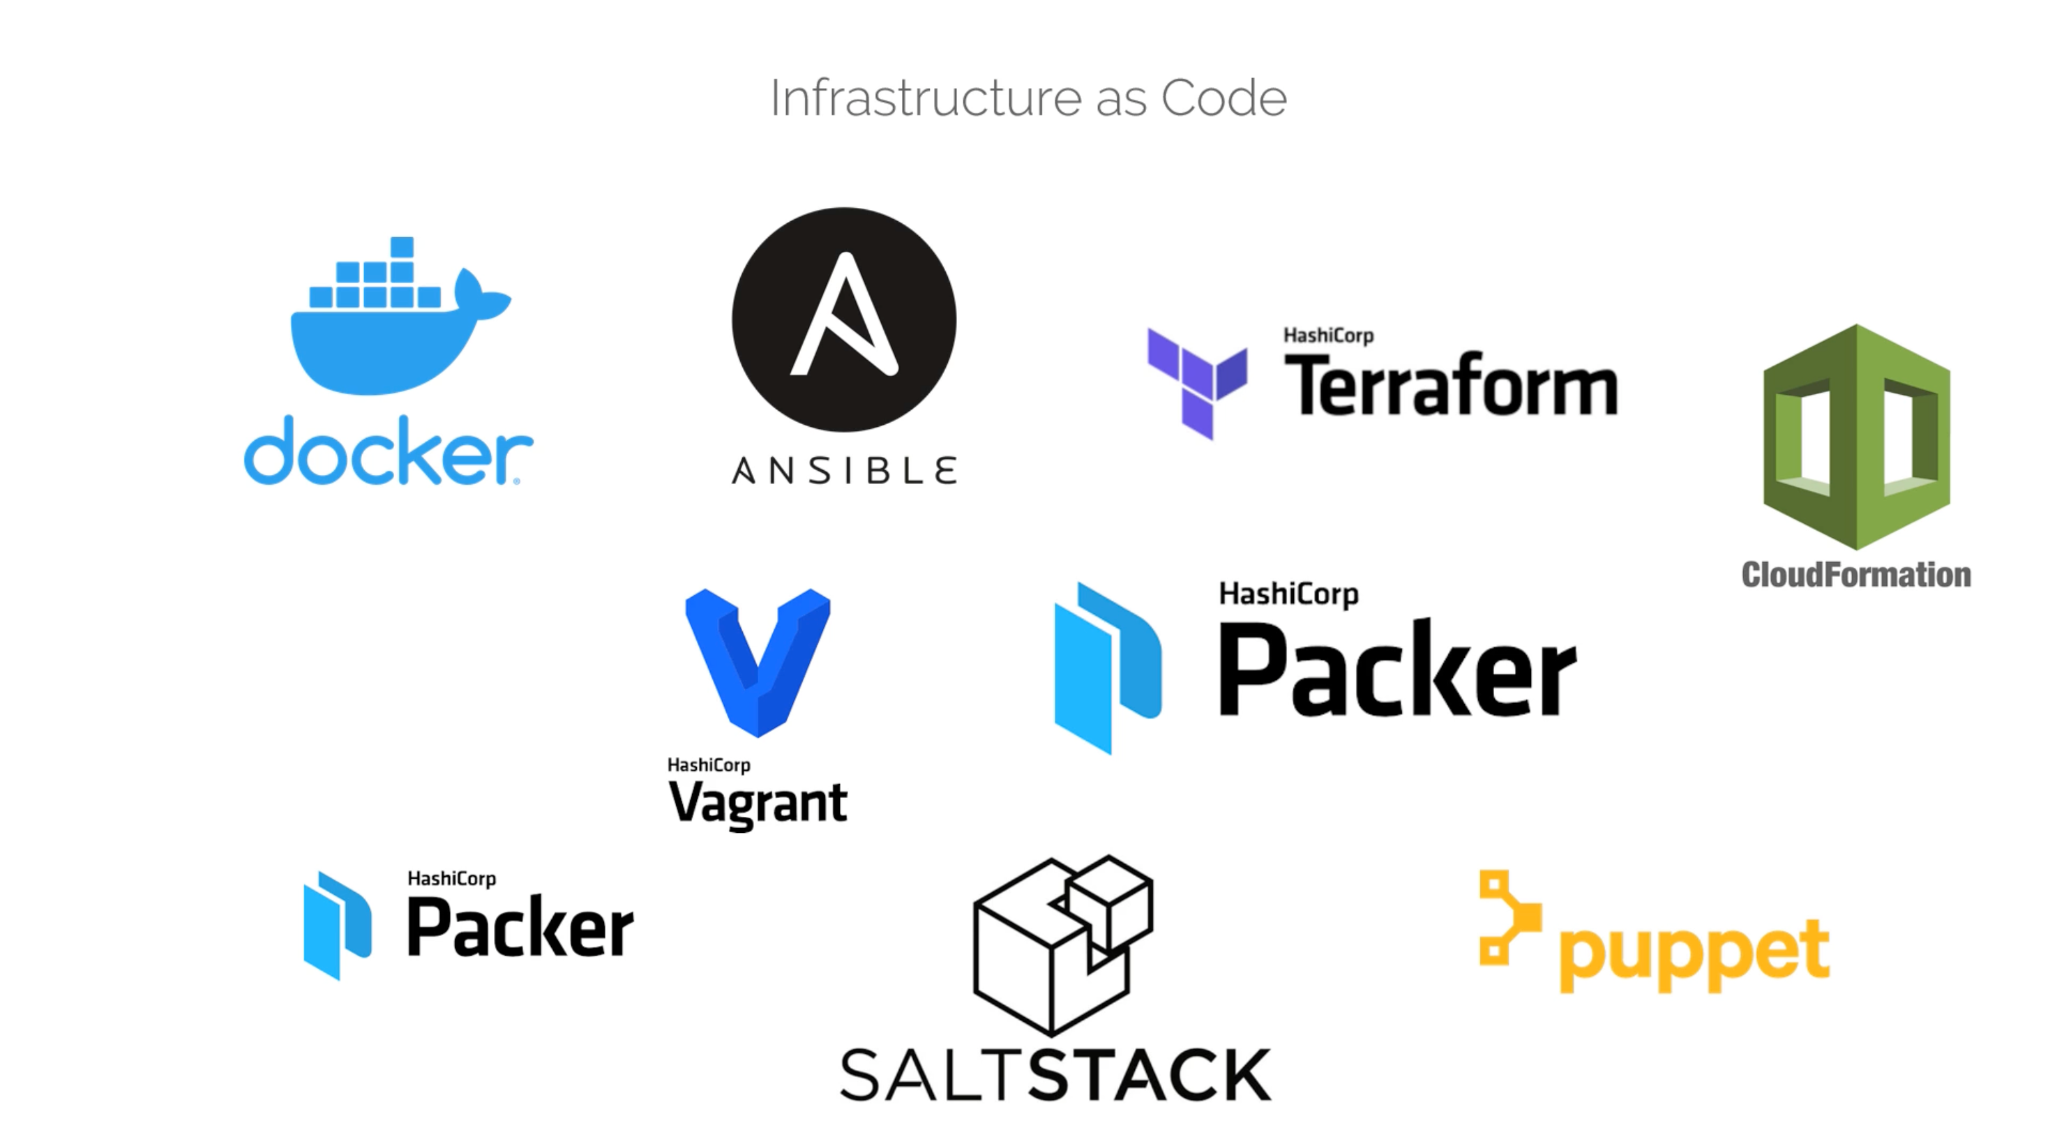 Infrastructure as Code
docker
ANSIBLE
HashiCorp
Terraform
CloudFormation
HashiCorp
Vagrant
HashiCorp
Packer
HashiCorp
Packer
SALTSTACK
puppet